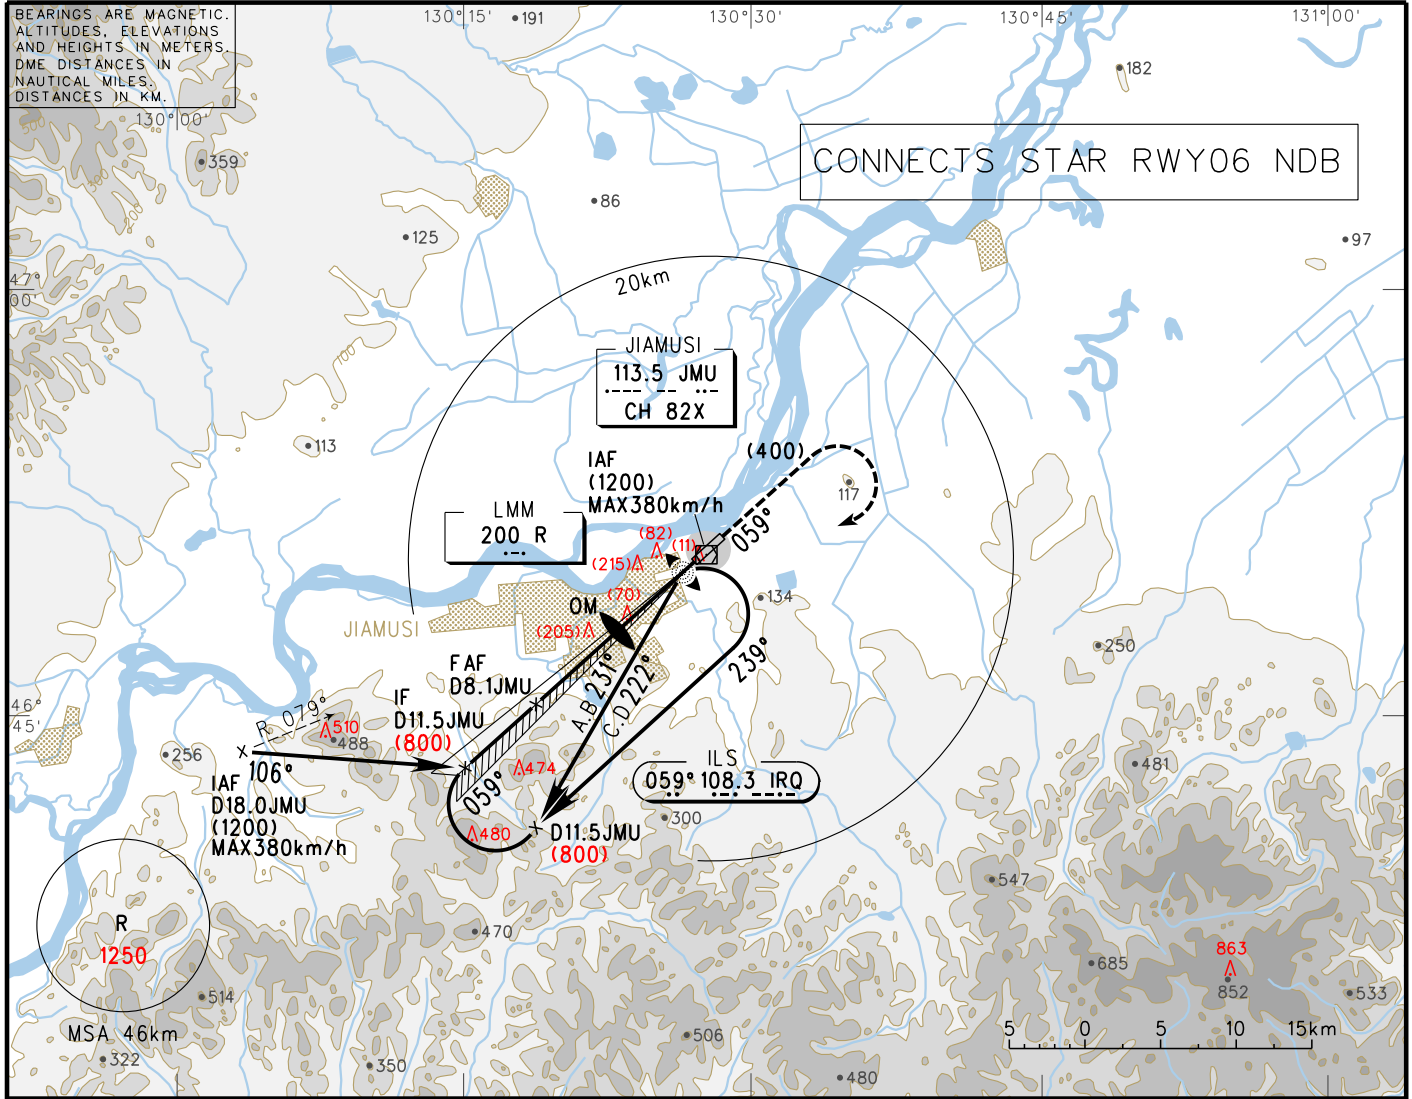 BEARINGS ARE MAGNETIC.
ALTITUDES, ELEVATIONS
AND HEIGHTS IN METERS.
DME DISTANCES IN
NAUTICAL MILES.
DISTANCES IN KM.
130°15'
191
130°30'
130°45'
131°00'
182
130°00'
500
359
300
200
CONNECTS STAR RWY06 NDB
86
125
97
47°
00'
20km
100
JIAMUSI
113.5 JMU
.---- -- ..-
CH 82X
113
IAF
(1200)
MAX380km/h
(400)
117
LMM
200 R
.-.
059°
(82)
(11)
(215)
(70)
134
OM
JIAMUSI
(205)
250
239°
FAF
D8.1JMU
A.B 231°
C.D 222°
IF
D11.5JMU
(800)
46°
45'
R 079°
510
488
256
106°
474
ILS
059° 108.3 IRQ
.. .-. --.-
481
IAF
D18.0JMU
(1200)
MAX380km/h
059°
300
480
D11.5JMU
(800)
547
R
1250
470
685
863
852
514
533
MSA 46km
322
350
506
480
5 0 5 10 15km